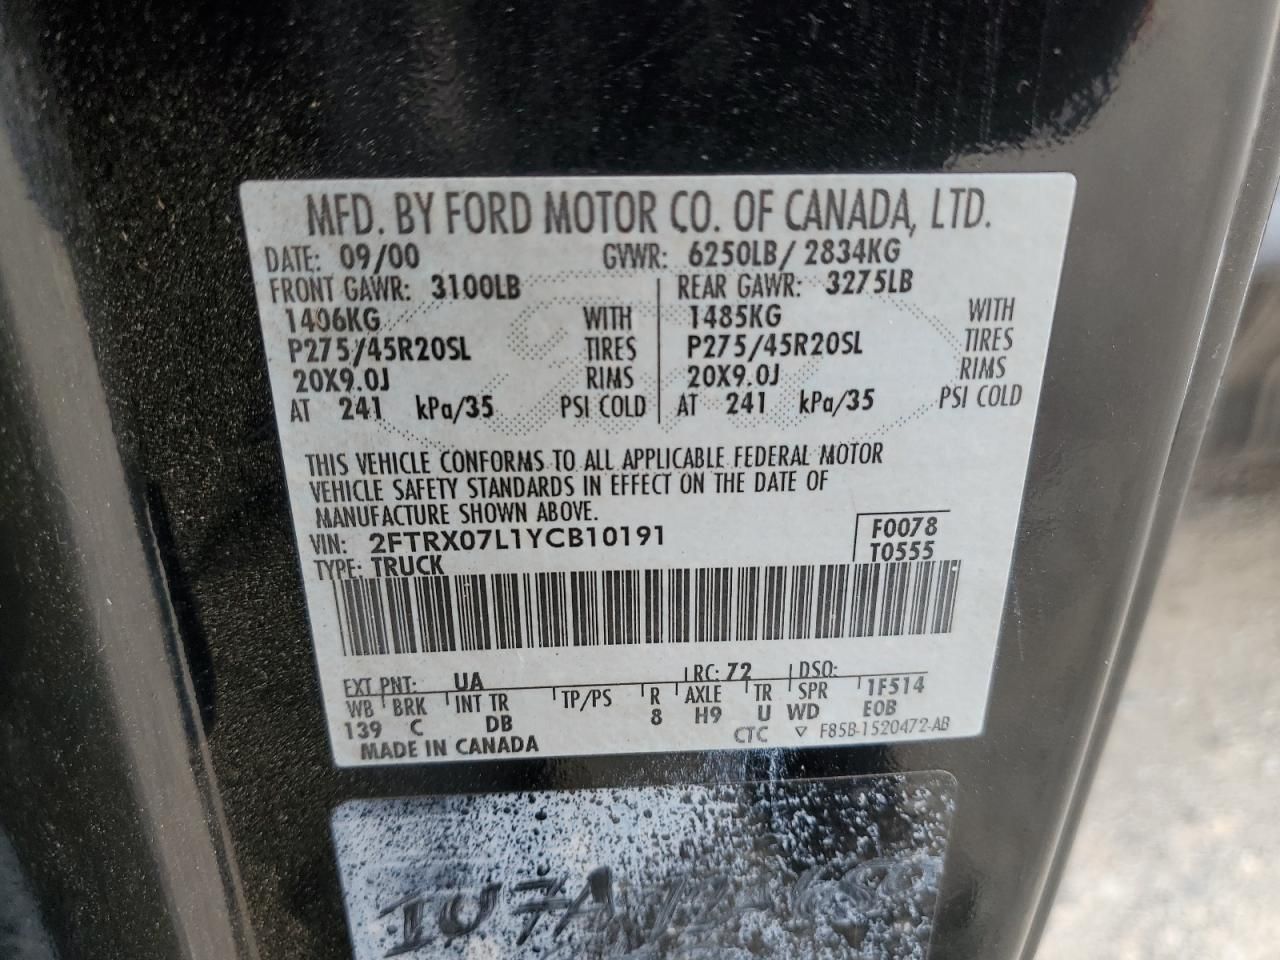 MFD. BY FORD MOTOR CO. OF CANADA, LTD.
DATE: 09/00 GVWR: 6250LB/ 2834KG
FRONT GAWR: 3100LB REAR GAWR: 3275LB
1406KG WITH 1485KG WITH
P275/45R20SL TIRES P275/45R20SL TIRES
20X9.0J RIMS 20X9.0J RIMS
AT 241 kPa/35 PSI COLD AT 241 kPa/35 PSI COLD
THIS VEHICLE CONFORMS TO ALL APPLICABLE FEDERAL MOTOR
VEHICLE SAFETY STANDARDS IN EFFECT ON THE DATE OF
MANUFACTURE SHOWN ABOVE.
VIN: 2FTRX07L1YCB10191 F0078
TYPE: TRUCK T0555
EXT PNT: UA RC: 72 DSO:
WB BRK INT TR TP/PS R AXLE TR SPR 1F514
139 C DB 8 H9 U WD EOB
MADE IN CANADA CTC ▽ F85B-1520472-AB